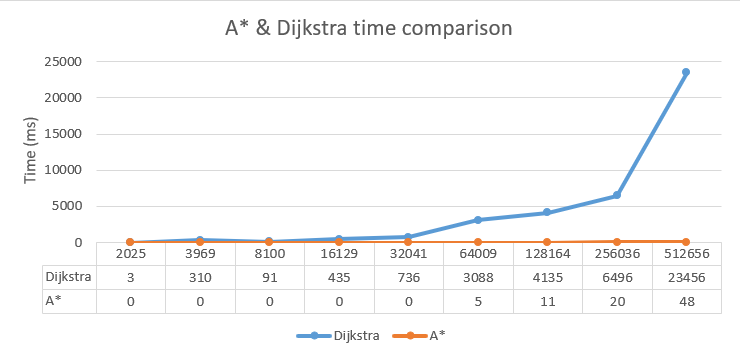 A* & Dijkstra time comparison
25000
20000
15000
10000
5000
0
Time (ms)
2025 3969 8100 16129 32041 64009 128164 256036 512656
Dijkstra 3 310 91 435 736 3088 4135 6496 23456
A* 0 0 0 0 0 5 11 20 48
Dijkstra A*